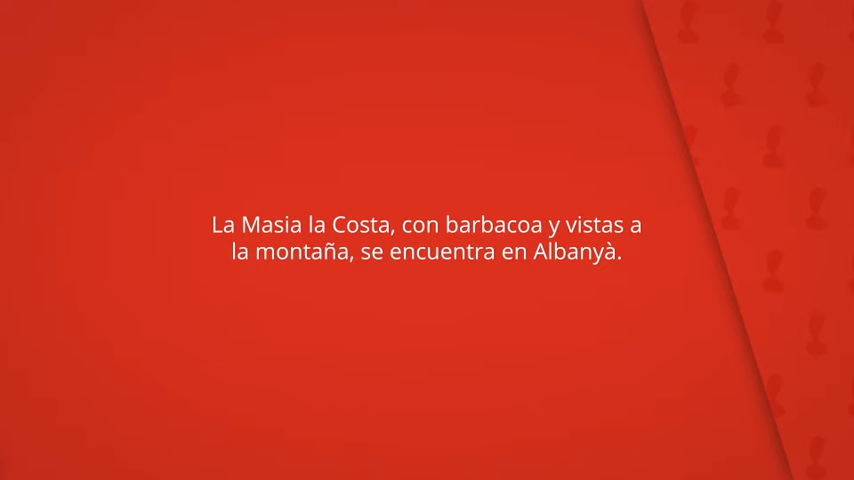 La Masia la Costa, con barbacoa y vistas a
la montaña, se encuentra en Albanyà.